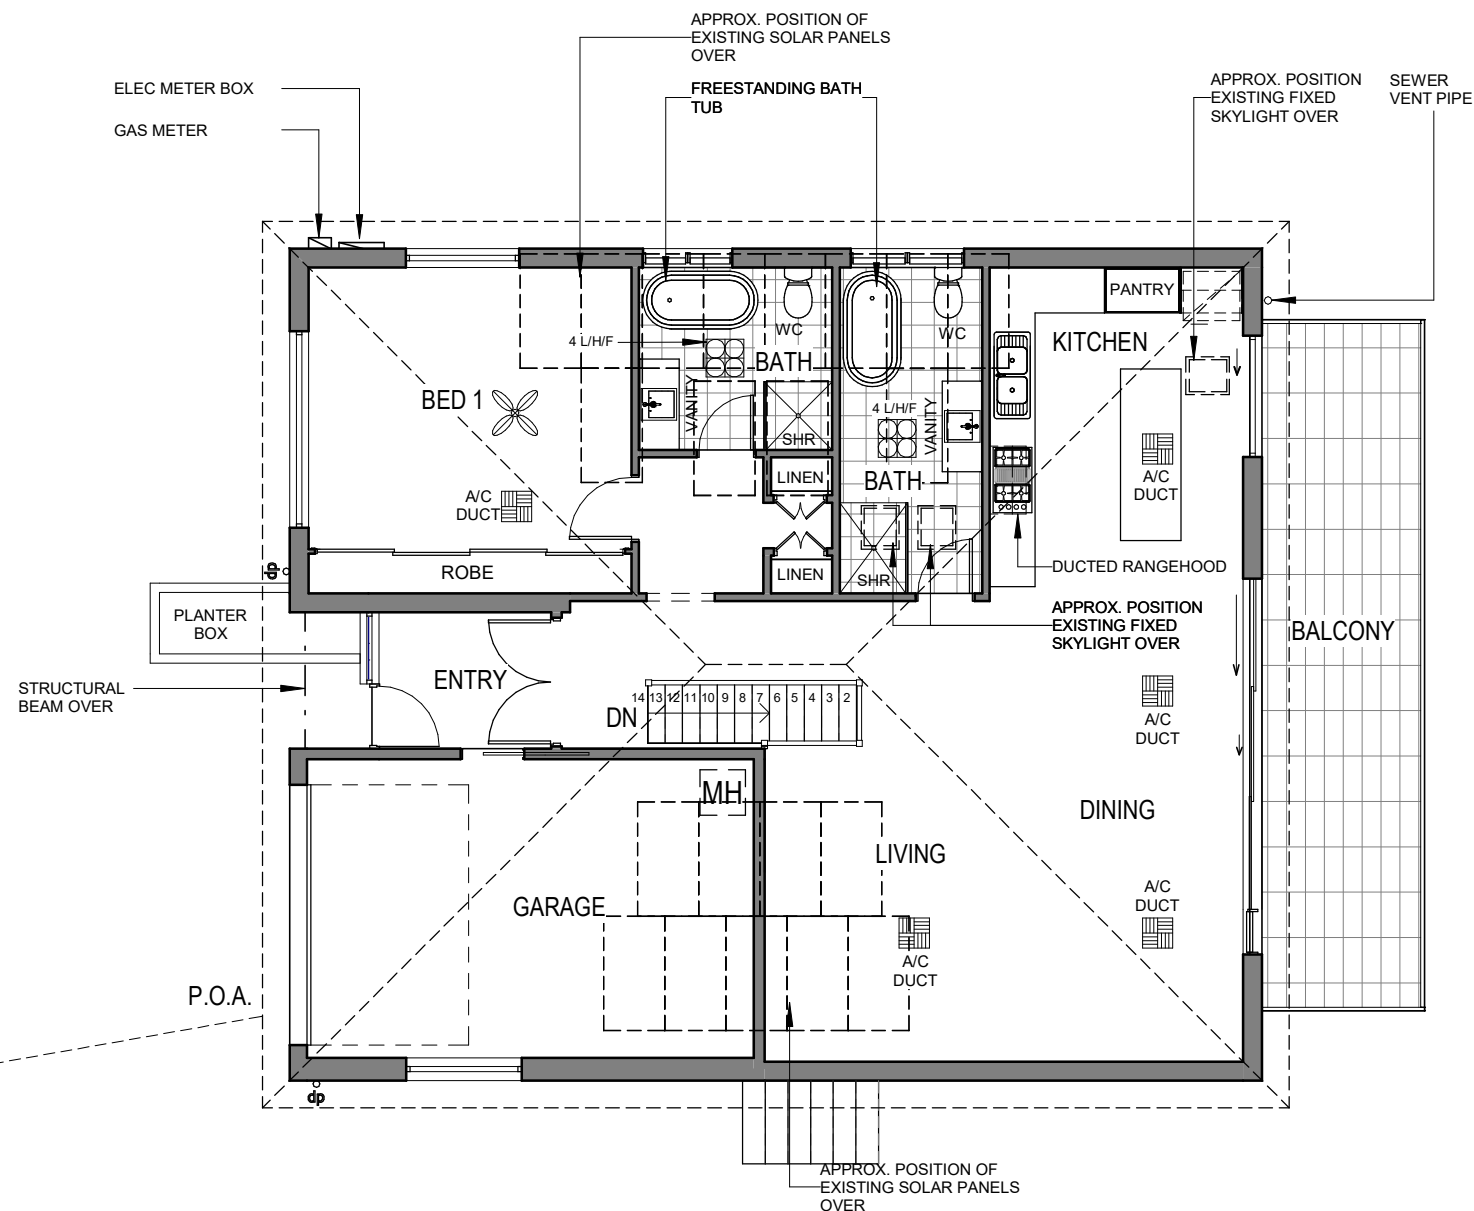 APPROX. POSITION OF
EXISTING SOLAR PANELS
OVER
ELEC METER BOX
FREESTANDING BATH
TUB
APPROX. POSITION
EXISTING FIXED
SKYLIGHT OVER
SEWER
VENT PIPE
GAS METER
PANTRY
WC
WC
4 L/H/F
KITCHEN
BATH
BED 1
VANITY
4 L/H/F
VANITY
SHR
BATH
LINEN
A/C
DUCT
A/C
DUCT
ROBE
LINEN
SHR
DUCTED RANGEHOOD
dp
PLANTER
BOX
APPROX. POSITION
EXISTING FIXED
SKYLIGHT OVER
BALCONY
STRUCTURAL
BEAM OVER
ENTRY
14 13 12 11 10 9 8 7 6 5 4 3 2
DN
A/C
DUCT
MH
DINING
LIVING
GARAGE
A/C
DUCT
A/C
DUCT
P.O.A.
dp
APPROX. POSITION OF
EXISTING SOLAR PANELS
OVER